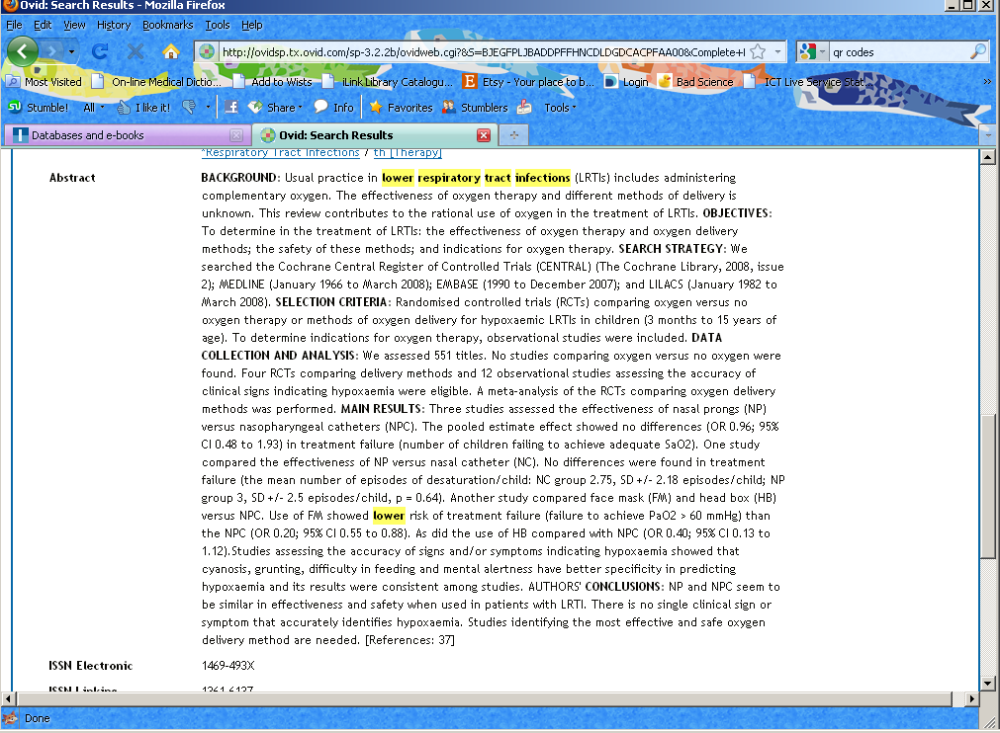 Ovid: Search Results - Mozilla Firefox
File Edit View History Bookmarks Tools Help
http://ovidsp.tx.ovid.com/sp-3.2.2b/ovidweb.cgi?&S=BJEGFPLJBADDPFFHNCDLDGDCACPFAA00&Complete+I
qr codes
Most Visited On-line Medical Dictio... Add to Wists iLink Library Catalogu... Etsy - Your place to b... Login Bad Science ICT Live Service Stat...
Stumble! All I like it! Share Info Favorites Stumblers Tools
Databases and e-books Ovid: Search Results
*Respiratory Tract Infections / th [Therapy]
Abstract BACKGROUND: Usual practice in lower respiratory tract infections (LRTIs) includes administering
complementary oxygen. The effectiveness of oxygen therapy and different methods of delivery is
unknown. This review contributes to the rational use of oxygen in the treatment of LRTIs. OBJECTIVES:
To determine in the treatment of LRTIs: the effectiveness of oxygen therapy and oxygen delivery
methods; the safety of these methods; and indications for oxygen therapy. SEARCH STRATEGY: We
searched the Cochrane Central Register of Controlled Trials (CENTRAL) (The Cochrane Library, 2008, issue
2); MEDLINE (January 1966 to March 2008); EMBASE (1990 to December 2007); and LILACS (January 1982 to
March 2008). SELECTION CRITERIA: Randomised controlled trials (RCTs) comparing oxygen versus no
oxygen therapy or methods of oxygen delivery for hypoxaemic LRTIs in children (3 months to 15 years of
age). To determine indications for oxygen therapy, observational studies were included. DATA
COLLECTION AND ANALYSIS: We assessed 551 titles. No studies comparing oxygen versus no oxygen were
found. Four RCTs comparing delivery methods and 12 observational studies assessing the accuracy of
clinical signs indicating hypoxaemia were eligible. A meta-analysis of the RCTs comparing oxygen delivery
methods was performed. MAIN RESULTS: Three studies assessed the effectiveness of nasal prongs (NP)
versus nasopharyngeal catheters (NPC). The pooled estimate effect showed no differences (OR 0.96; 95%
CI 0.48 to 1.93) in treatment failure (number of children failing to achieve adequate SaO2). One study
compared the effectiveness of NP versus nasal catheter (NC). No differences were found in treatment
failure (the mean number of episodes of desaturation/child: NC group 2.75, SD +/- 2.18 episodes/child; NP
group 3, SD +/- 2.5 episodes/child, p = 0.64). Another study compared face mask (FM) and head box (HB)
versus NPC. Use of FM showed lower risk of treatment failure (failure to achieve PaO2 > 60 mmHg) than
the NPC (OR 0.20; 95% CI 0.55 to 0.88). As did the use of HB compared with NPC (OR 0.40; 95% CI 0.13 to
1.12).Studies assessing the accuracy of signs and/or symptoms indicating hypoxaemia showed that
cyanosis, grunting, difficulty in feeding and mental alertness have better specificity in predicting
hypoxaemia and its results were consistent among studies. AUTHORS' CONCLUSIONS: NP and NPC seem to
be similar in effectiveness and safety when used in patients with LRTI. There is no single clinical sign or
symptom that accurately identifies hypoxaemia. Studies identifying the most effective and safe oxygen
delivery method are needed. [References: 37]
ISSN Electronic 1469-493X
ISSN Linking 1361-6137
Done